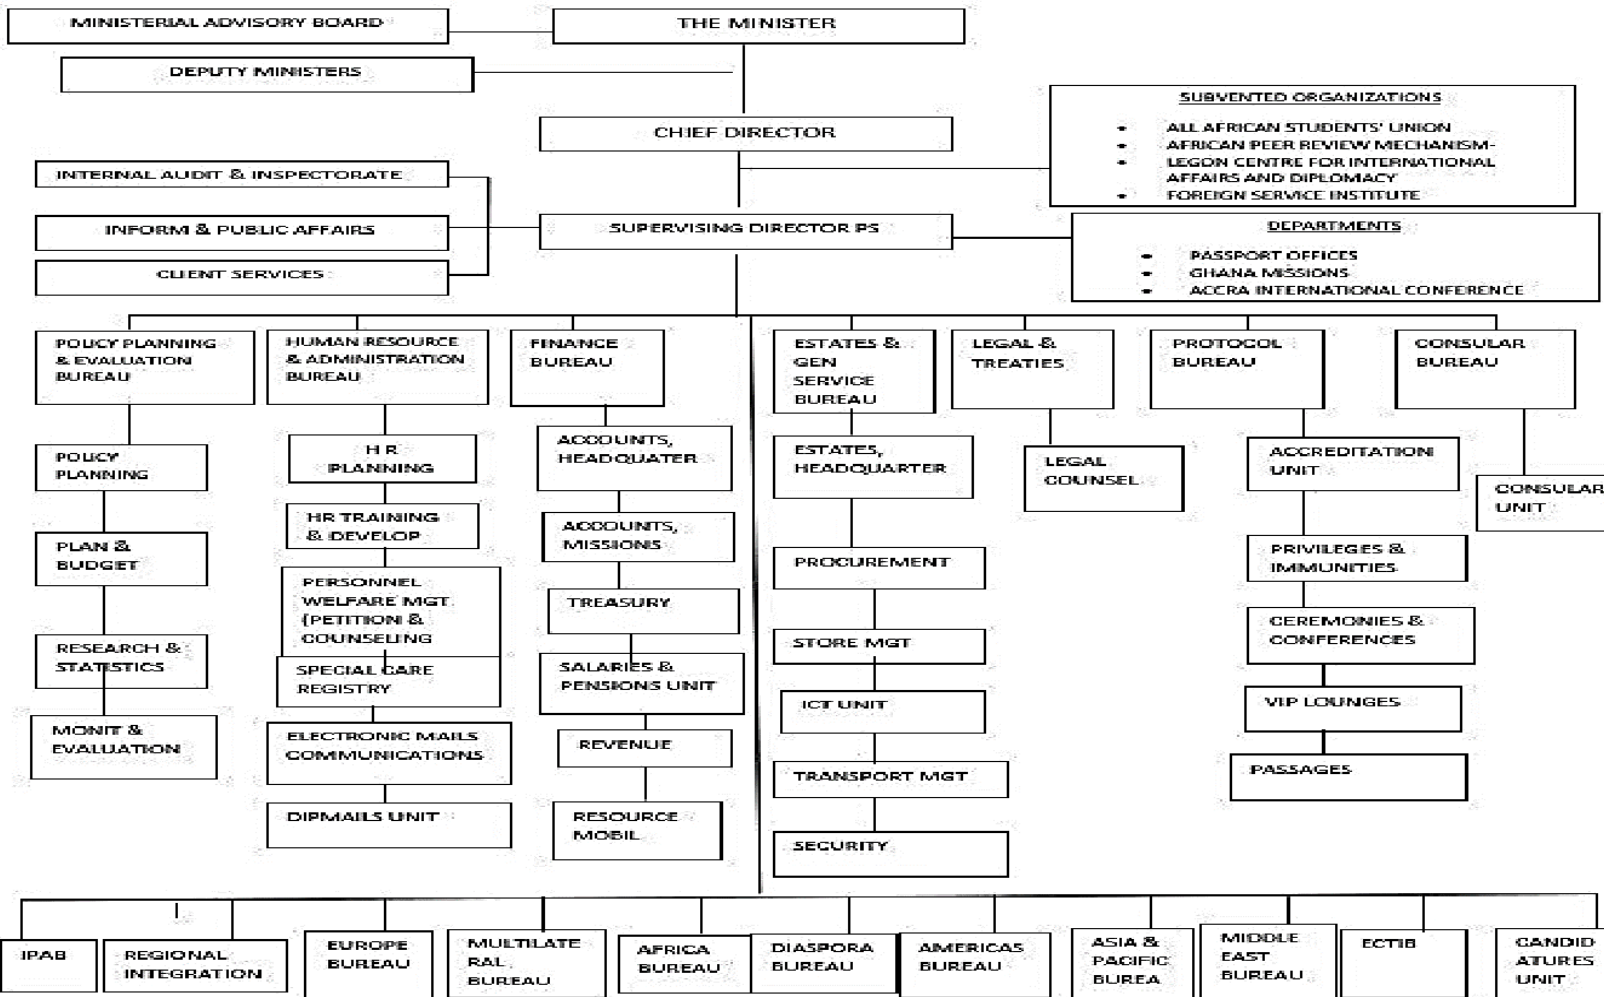 MINISTERIAL ADVISORY BOARD
THE MINISTER
DEPUTY MINISTERS
CHIEF DIRECTOR
SUBVENTED ORGANIZATIONS
• ALL AFRICAN STUDENTS' UNION
• AFRICAN PEER REVIEW MECHANISM-
• LEGON CENTRE FOR INTERNATIONAL
AFFAIRS AND DIPLOMACY
• FOREIGN SERVICE INSTITUTE
INTERNAL AUDIT & INSPECTORATE
INFORM & PUBLIC AFFAIRS
CLIENT SERVICES
SUPERVISING DIRECTOR PS
DEPARTMENTS
• PASSPORT OFFICES
• GHANA MISSIONS
• ACCRA INTERNATIONAL CONFERENCE
POLICY PLANNING
& EVALUATION
BUREAU
HUMAN RESOURCE
& ADMINISTRATION
BUREAU
FINANCE
BUREAU
ESTATES &
GEN
SERVICE
BUREAU
LEGAL &
TREATIES
PROTOCOL
BUREAU
CONSULAR
BUREAU
POLICY
PLANNING
PLAN &
BUDGET
RESEARCH &
STATISTICS
MONIT &
EVALUATION
H R
PLANNING
HR TRAINING
& DEVELOP
PERSONNEL
WELFARE MGT.
(PETITION &
COUNSELING
SPECIAL CARE
REGISTRY
ELECTRONIC MAILS
COMMUNICATIONS
DIPMAILS UNIT
ACCOUNTS,
HEADQUATER
ACCOUNTS,
MISSIONS
TREASURY
SALARIES &
PENSIONS UNIT
REVENUE
RESOURCE
MOBIL
ESTATES,
HEADQUARTER
PROCUREMENT
STORE MGT
ICT UNIT
TRANSPORT MGT
SECURITY
LEGAL
COUNSEL
ACCREDITATION
UNIT
PRIVILEGES &
IMMUNITIES
CEREMONIES &
CONFERENCES
VIP LOUNGES
PASSAGES
CONSULAR
UNIT
IPAB
REGIONAL
INTEGRATION
EUROPE
BUREAU
MULTILATE
RAL
BUREAU
AFRICA
BUREAU
DIASPORA
BUREAU
AMERICAS
BUREAU
ASIA &
PACIFIC
BUREA
MIDDLE
EAST
BUREAU
ECTIB
CANDID
ATURES
UNIT